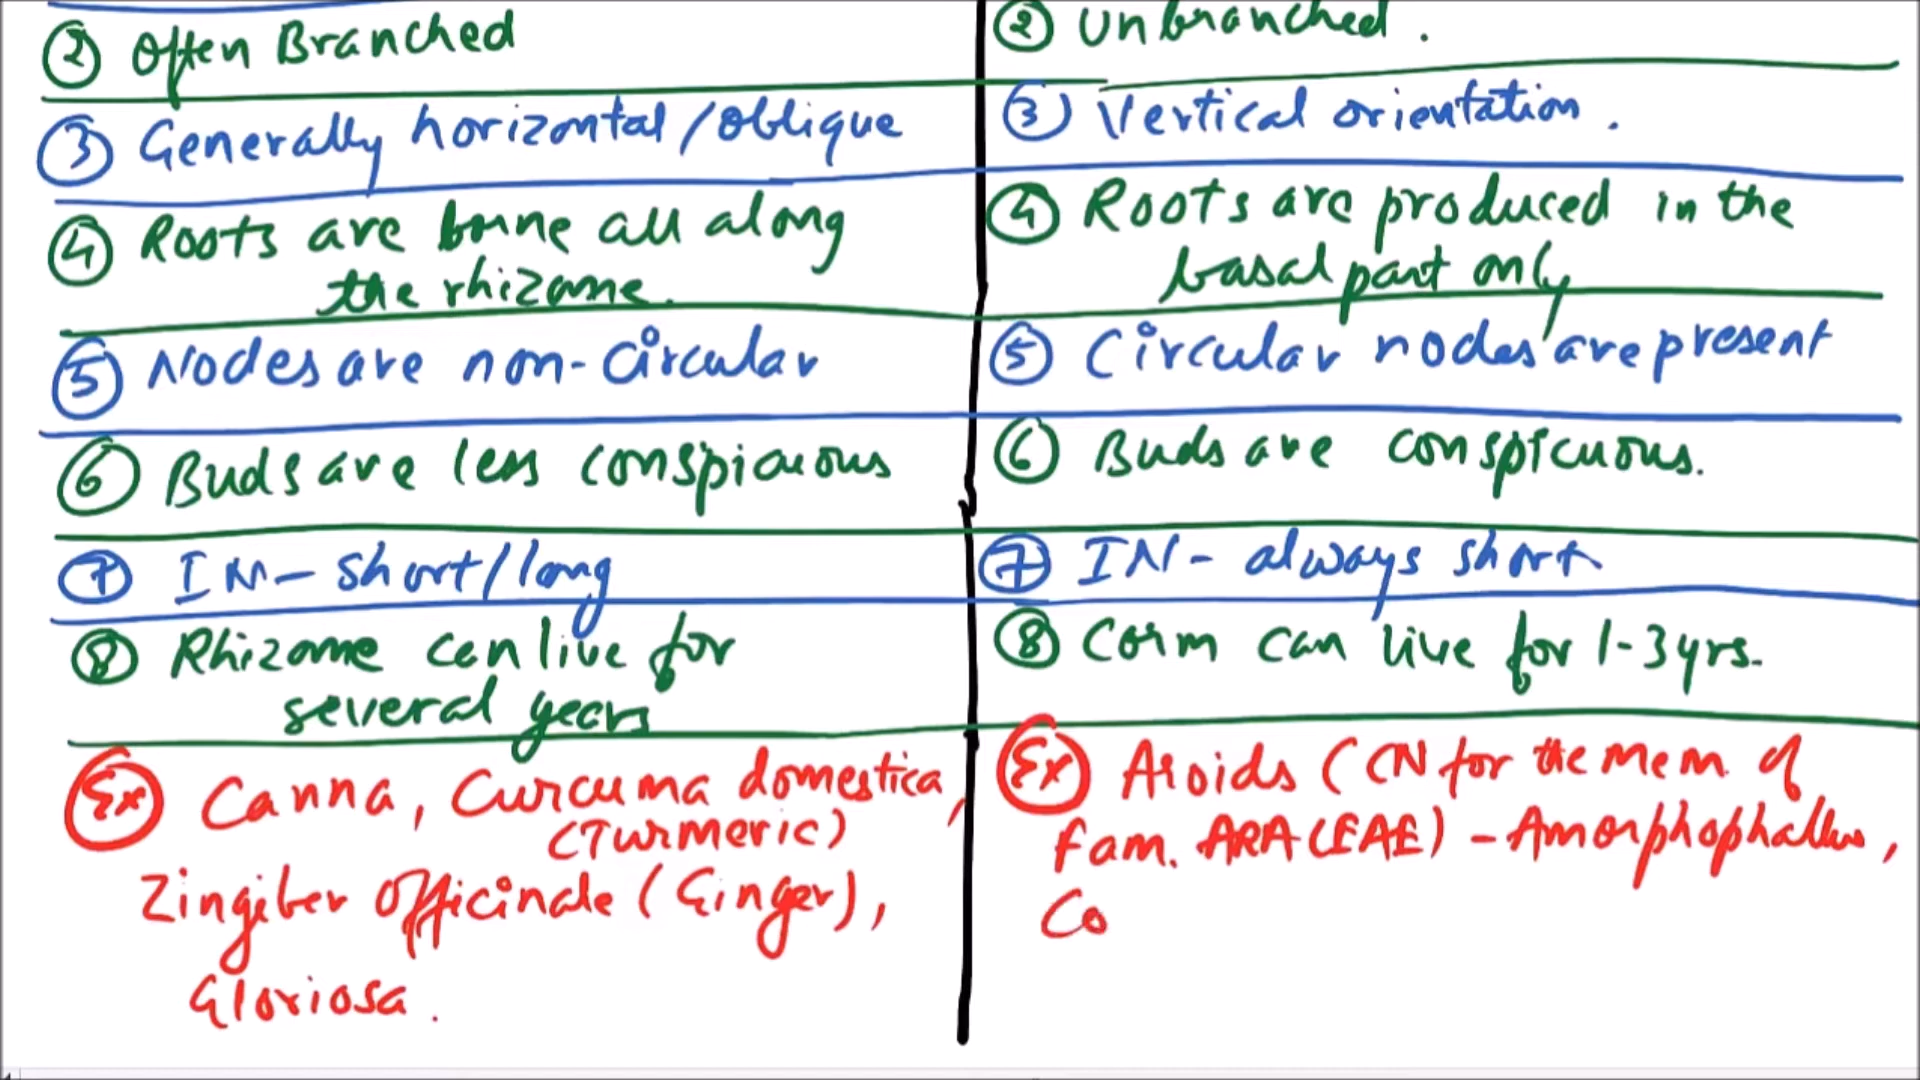 ② Often Branched
③ Generally horizontal/oblique
④ Roots are borne all along
the rhizome.
⑤ Nodes are non-Circular
⑥ Buds are less conspicuous
⑦ IN - short/long
⑧ Rhizome can live for
several years
Ex Canna, Curcuma domestica,
(Turmeric)
Zingiber officinale (Ginger),
Gloriosa.
② Unbranched.
③ Vertical orientation.
④ Roots are produced in the
basal part only
⑤ Circular nodes are present
⑥ Buds are conspicuous.
⑦ IN - always short
⑧ Corm can live for 1-3yrs.
Ex Aroids (CN for the mem. of
fam. ARACEAE) - Amorphophallus,
Co